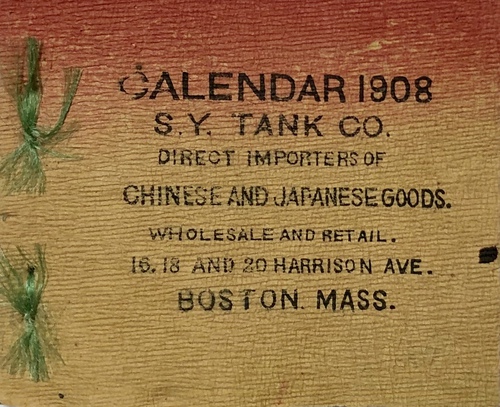 CALENDAR 1908
S.Y. TANK CO.
DIRECT IMPORTERS OF
CHINESE AND JAPANESE GOODS.
WHOLESALE AND RETAIL.
16, 18 AND 20 HARRISON AVE.
BOSTON. MASS.